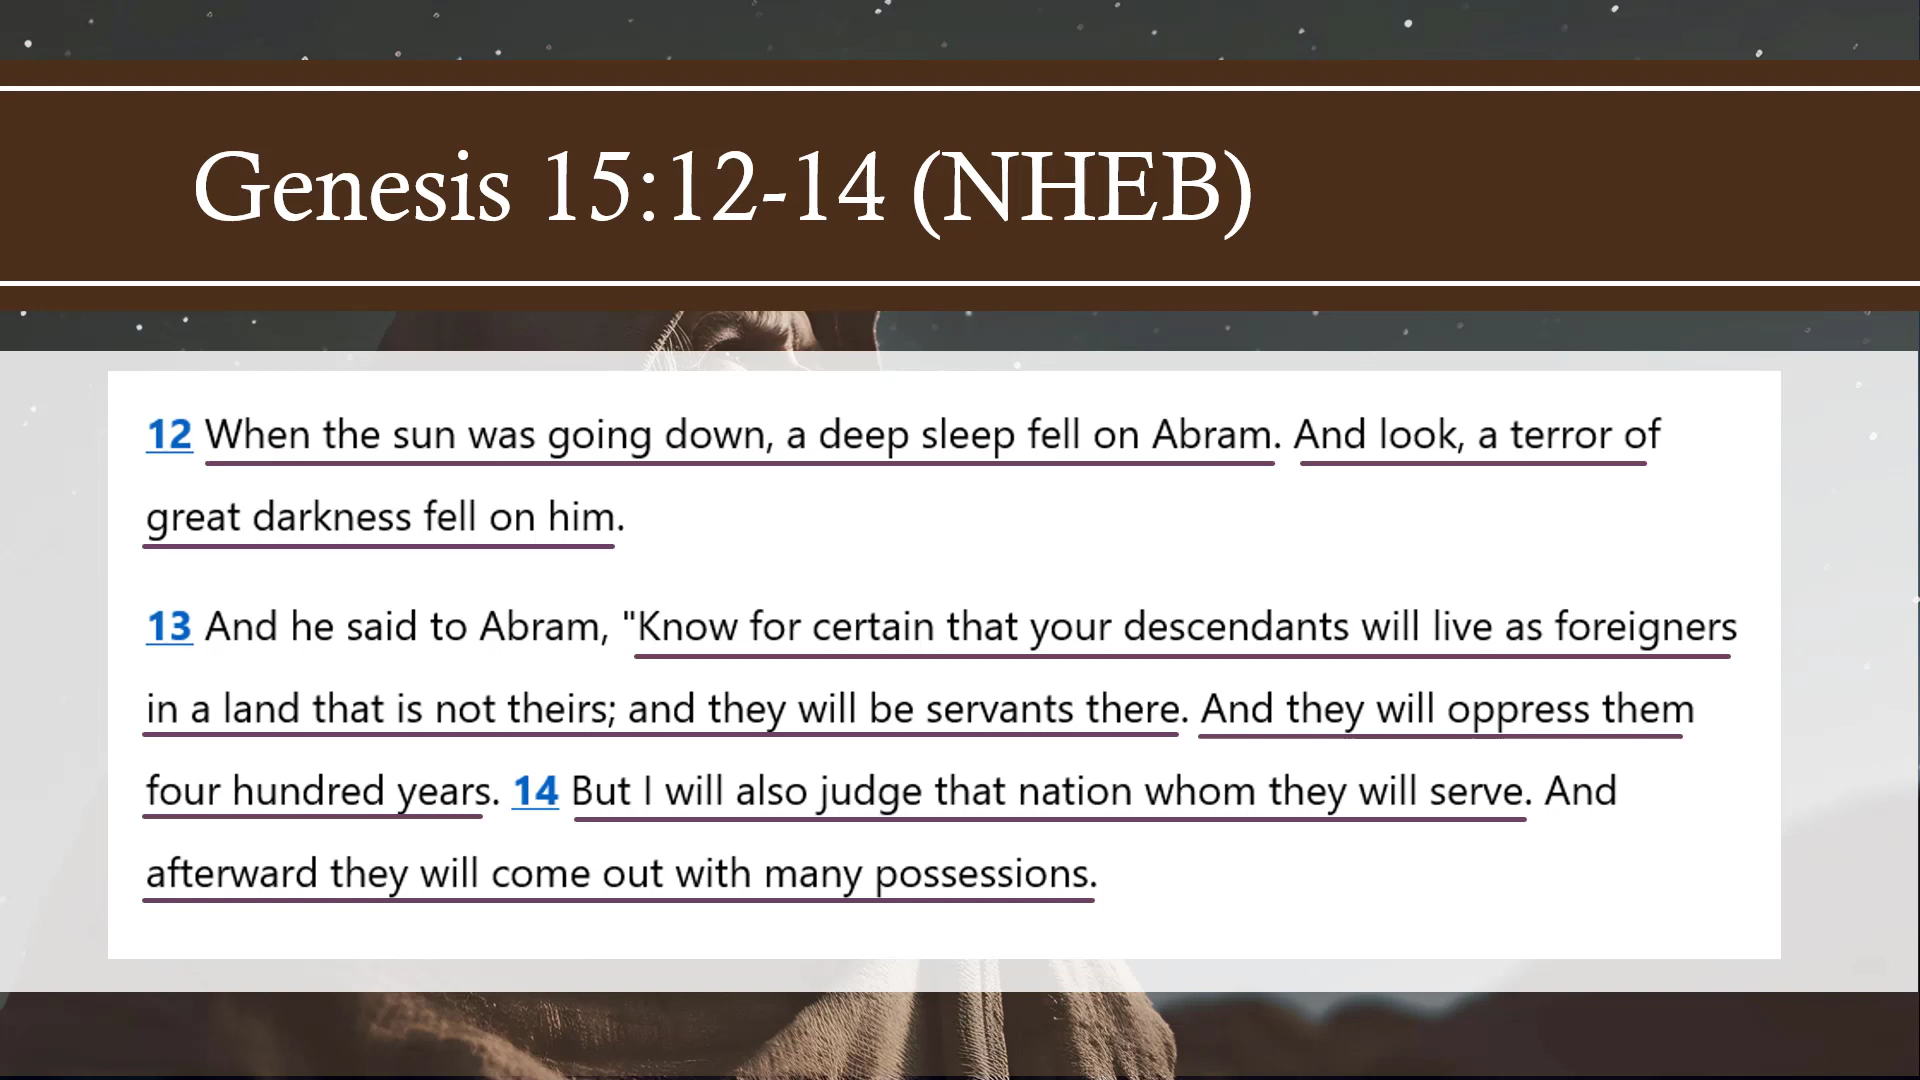 Genesis 15:12-14 (NHEB)
12 When the sun was going down, a deep sleep fell on Abram. And look, a terror of
great darkness fell on him.
13 And he said to Abram, "Know for certain that your descendants will live as foreigners
in a land that is not theirs; and they will be servants there. And they will oppress them
four hundred years. 14 But I will also judge that nation whom they will serve. And
afterward they will come out with many possessions.